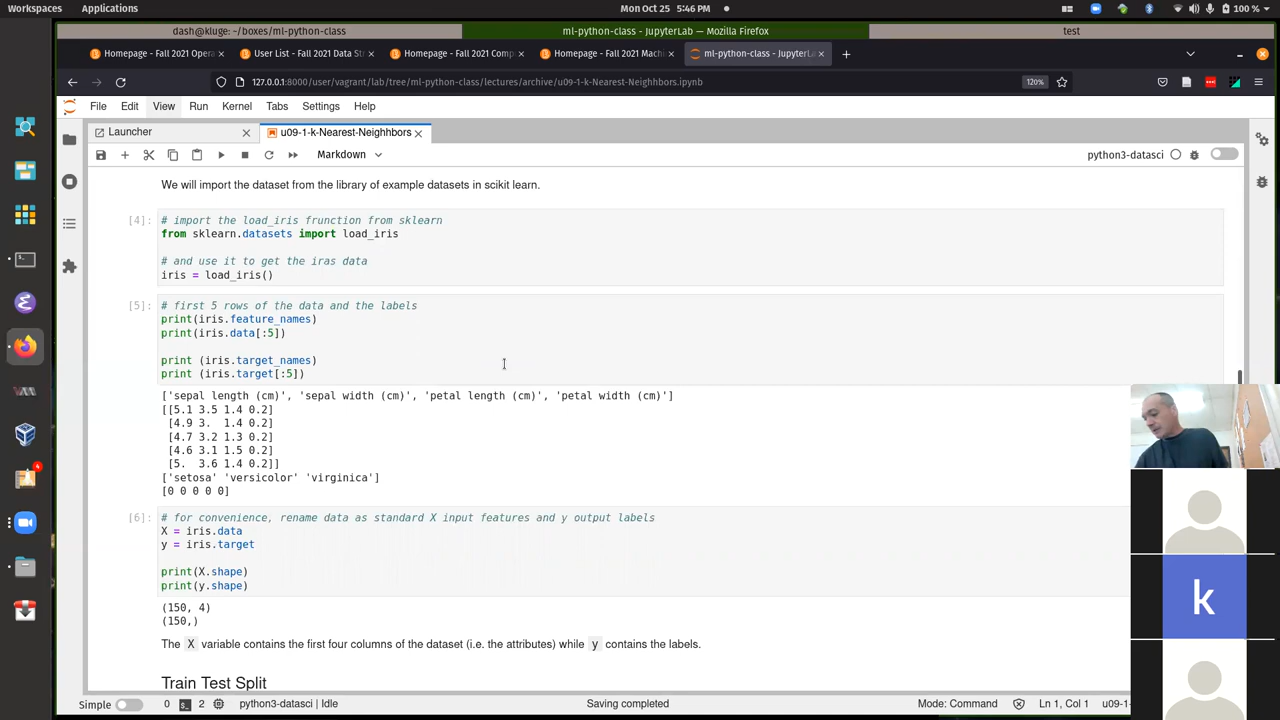 Workspaces Applications Mon Oct 25 5:46 PM 100 %
dash@kluge: ~/boxes/ml-python-class ml-python-class - JupyterLab — Mozilla Firefox test
Homepage - Fall 2021 Opera User List - Fall 2021 Data St Homepage - Fall 2021 Comp Homepage - Fall 2021 Machi ml-python-class - JupyterLab
127.0.0.1:8000/user/vagrant/lab/tree/ml-python-class/lectures/archive/u09-1-k-Nearest-Neighhbors.ipynb 120%
File Edit View Run Kernel Tabs Settings Help
Launcher u09-1-k-Nearest-Neighhbors
Markdown python3-datasci
We will import the dataset from the library of example datasets in scikit learn.
[4]: # import the load_iris frunction from sklearn
from sklearn.datasets import load_iris
# and use it to get the iras data
iris = load_iris()
[5]: # first 5 rows of the data and the labels
print(iris.feature_names)
print(iris.data[:5])
print (iris.target_names)
print (iris.target[:5])
['sepal length (cm)', 'sepal width (cm)', 'petal length (cm)', 'petal width (cm)']
[[5.1 3.5 1.4 0.2]
[4.9 3. 1.4 0.2]
[4.7 3.2 1.3 0.2]
[4.6 3.1 1.5 0.2]
[5. 3.6 1.4 0.2]]
['setosa' 'versicolor' 'virginica']
[0 0 0 0 0]
[6]: # for convenience, rename data as standard X input features and y output labels
X = iris.data
y = iris.target
print(X.shape)
print(y.shape)
(150, 4)
(150,)
k
The X variable contains the first four columns of the dataset (i.e. the attributes) while y contains the labels.
Train Test Split
Simple 0 2 python3-datasci | Idle Saving completed Mode: Command Ln 1, Col 1 u09-1